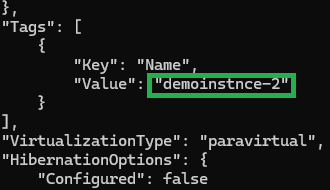 },
"Tags": [
{
"Key": "Name",
"Value": "demoinstnce-2"
}
],
"VirtualizationType": "paravirtual",
"HibernationOptions": {
"Configured": false